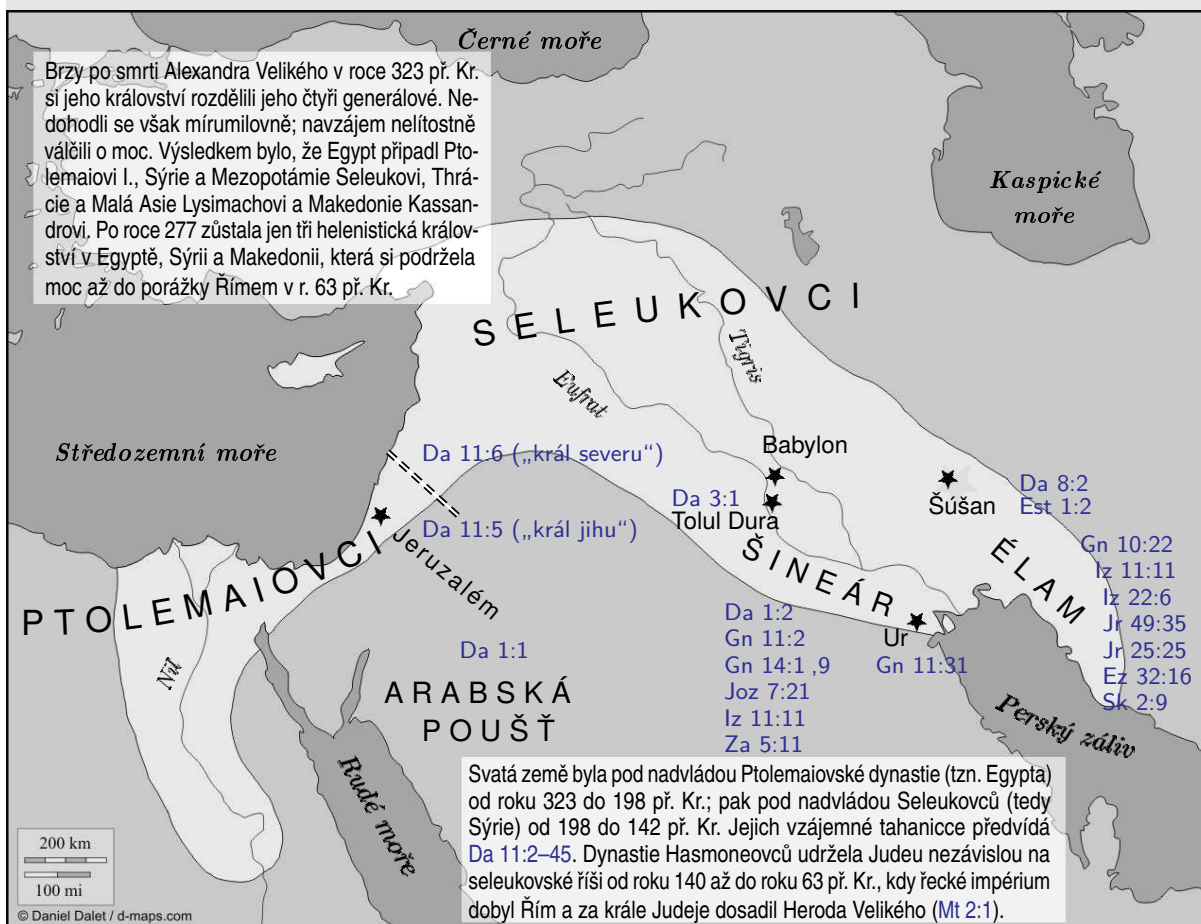 Černé moře
Brzy po smrti Alexandra Velikého v roce 323 př. Kr.
si jeho království rozdělili jeho čtyři generálové. Ne-
dohodli se však mírumilovně; navzájem nelítostně
válčili o moc. Výsledkem bylo, že Egypt připadl Pto-
lemaiovi I., Sýrie a Mezopotámie Seleukovi, Thrá-
cie a Malá Asie Lysimachovi a Makedonie Kassan-
drovi. Po roce 277 zůstala jen tři helenistická králov-
ství v Egyptě, Sýrii a Makedonii, která si podržela
moc až do porážky Římem v r. 63 př. Kr.
Kaspické
moře
SELEUKOVCI
Tigris
Eufrat
Středozemní moře
Da 11:6 („král severu“)
Babylon
Da 3:1
Tolul Dura
Šúšan
Da 8:2
Est 1:2
Da 11:5 („král jihu“)
Jeruzalém
PTOLEMAIOVCI
ŠINEÁR
ÉLAM
Gn 10:22
Iz 11:11
Iz 22:6
Jr 49:35
Jr 25:25
Ez 32:16
Sk 2:9
Ur
Gn 11:31
Da 1:2
Gn 11:2
Gn 14:1 ,9
Joz 7:21
Iz 11:11
Za 5:11
Nil
Da 1:1
ARABSKÁ
POUŠŤ
Perský záliv
Rudé moře
Svatá země byla pod nadvládou Ptolemaiovské dynastie (tzn. Egypta)
od roku 323 do 198 př. Kr.; pak pod nadvládou Seleukovců (tedy
Sýrie) od 198 do 142 př. Kr. Jejich vzájemné tahanicce předvídá
Da 11:2–45. Dynastie Hasmoneovců udržela Judeu nezávislou na
seleukovské říši od roku 140 až do roku 63 př. Kr., kdy řecké impérium
dobyl Řím a za krále Judeje dosadil Heroda Velikého (Mt 2:1).
200 km
100 mi
© Daniel Dalet / d-maps.com